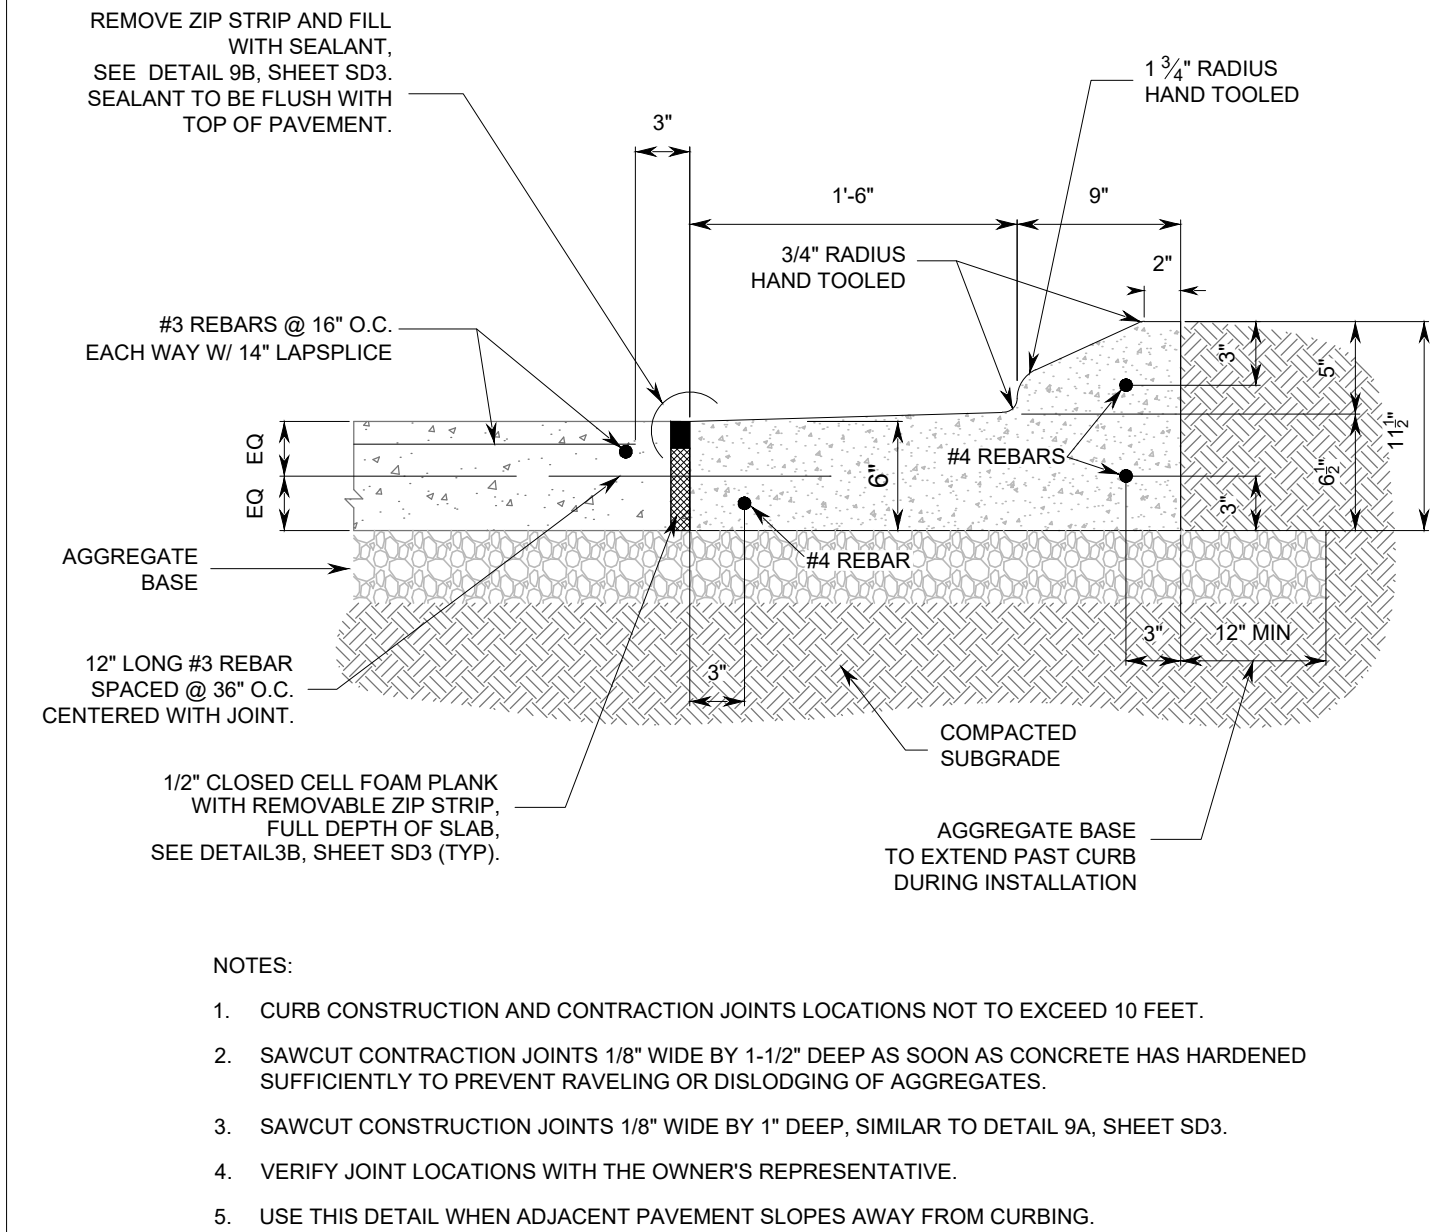 REMOVE ZIP STRIP AND FILL
WITH SEALANT,
SEE DETAIL 9B, SHEET SD3.
SEALANT TO BE FLUSH WITH
TOP OF PAVEMENT.
1 3/4" RADIUS
HAND TOOLED
3"
1'-6"
9"
3/4" RADIUS
HAND TOOLED
2"
#3 REBARS @ 16" O.C.
EACH WAY W/ 14" LAPSPLICE
3"
5"
11 1/2"
EQ
EQ
6"
#4 REBARS
6 1/2"
3"
#4 REBAR
AGGREGATE
BASE
12" LONG #3 REBAR
SPACED @ 36" O.C.
CENTERED WITH JOINT.
3"
3"
12" MIN
COMPACTED
SUBGRADE
1/2" CLOSED CELL FOAM PLANK
WITH REMOVABLE ZIP STRIP,
FULL DEPTH OF SLAB,
SEE DETAIL3B, SHEET SD3 (TYP).
AGGREGATE BASE
TO EXTEND PAST CURB
DURING INSTALLATION
NOTES:
1. CURB CONSTRUCTION AND CONTRACTION JOINTS LOCATIONS NOT TO EXCEED 10 FEET.
2. SAWCUT CONTRACTION JOINTS 1/8" WIDE BY 1-1/2" DEEP AS SOON AS CONCRETE HAS HARDENED
SUFFICIENTLY TO PREVENT RAVELING OR DISLODGING OF AGGREGATES.
3. SAWCUT CONSTRUCTION JOINTS 1/8" WIDE BY 1" DEEP, SIMILAR TO DETAIL 9A, SHEET SD3.
4. VERIFY JOINT LOCATIONS WITH THE OWNER'S REPRESENTATIVE.
5. USE THIS DETAIL WHEN ADJACENT PAVEMENT SLOPES AWAY FROM CURBING.